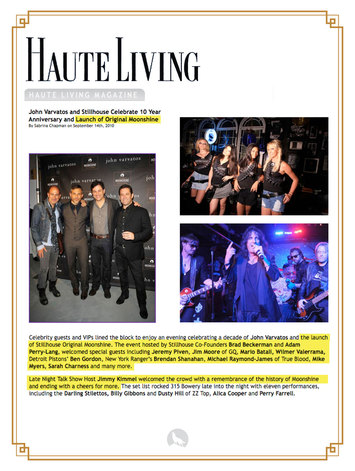 HAUTE LIVING
HAUTE LIVING MAGAZINE
John Varvatos and Stillhouse Celebrate 10 Year
Anniversary and Launch of Original Moonshine
By Sabrina Chapman on September 14th, 2010
john varvatos
john varvatos
Celebrity guests and VIPs lined the block to enjoy an evening celebrating a decade of John Varvatos and the launch
of Stillhouse Original Moonshine. The event hosted by Stillhouse Co-Founders Brad Beckerman and Adam
Perry-Lang, welcomed special guests including Jeremy Piven, Jim Moore of GQ, Mario Batali, Wilmer Valerrama,
Detroit Pistons' Ben Gordon, New York Ranger's Brendan Shanahan, Michael Raymond-James of True Blood, Mike
Myers, Sarah Charness and many more.
Late Night Talk Show Host Jimmy Kimmel welcomed the crowd with a remembrance of the history of Moonshine
and ending with a cheers for more. The set list rocked 315 Bowery late into the night with eleven performances,
including the Darling Stilettos, Billy Gibbons and Dusty Hill of ZZ Top, Alica Cooper and Perry Farrell.